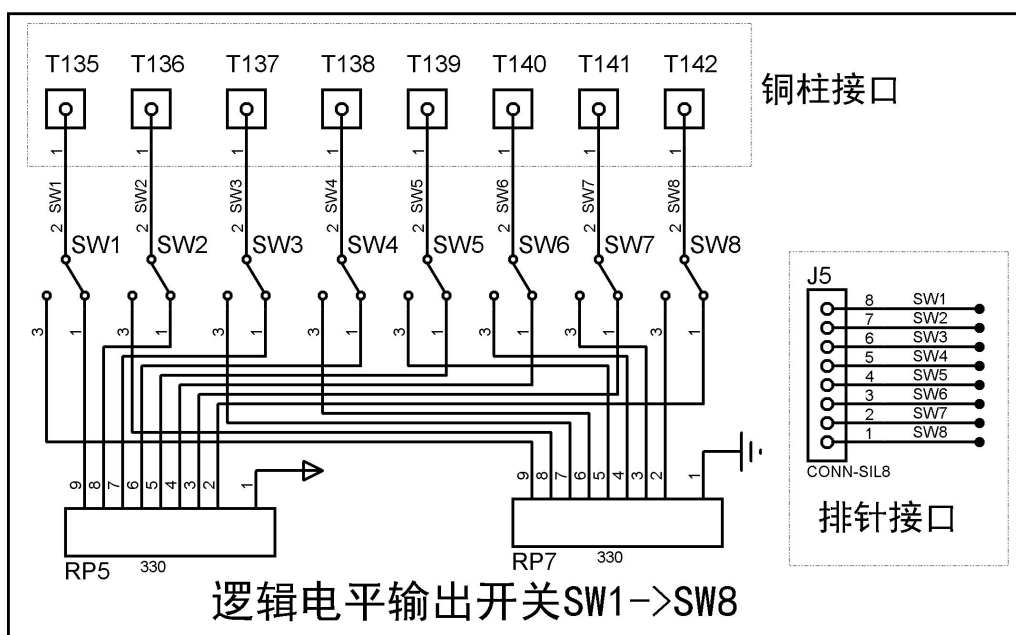 T135 T136 T137 T138 T139 T140 T141 T142
铜柱接口
1 1 1 1 1 1 1 1
SW1 SW2 SW3 SW4 SW5 SW6 SW7 SW8
2 2 2 2 2 2 2 2
SW1 SW2 SW3 SW4 SW5 SW6 SW7 SW8
3 1 3 1 3 1 3 1 3 1 3 1 3 1 3 1
J5
8 SW1
7 SW2
6 SW3
5 SW4
4 SW5
3 SW6
2 SW7
1 SW8
CONN-SIL8
排针接口
9 8 7 6 5 4 3 2 1
RP5 330
9 8 7 6 5 4 3 2 1
RP7 330
逻辑电平输出开关SW1->SW8